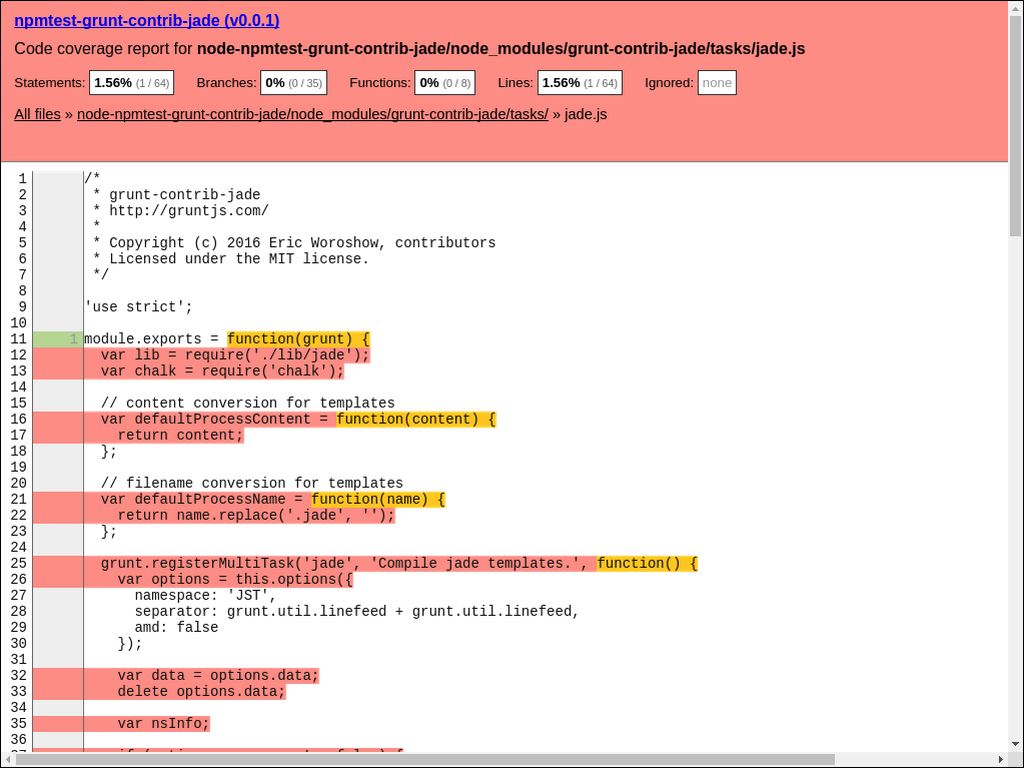 npmtest-grunt-contrib-jade (v0.0.1)
Code coverage report for node-npmtest-grunt-contrib-jade/node_modules/grunt-contrib-jade/tasks/jade.js
Statements: 1.56% (1 / 64) Branches: 0% (0 / 35) Functions: 0% (0 / 8) Lines: 1.56% (1 / 64) Ignored: none
All files » node-npmtest-grunt-contrib-jade/node_modules/grunt-contrib-jade/tasks/ » jade.js
1 /*
2  * grunt-contrib-jade
3  * http://gruntjs.com/
4  *
5  * Copyright (c) 2016 Eric Woroshow, contributors
6  * Licensed under the MIT license.
7  */
8
9 'use strict';
10
11 1 module.exports = function(grunt) {
12   var lib = require('./lib/jade');
13   var chalk = require('chalk');
14
15   // content conversion for templates
16   var defaultProcessContent = function(content) {
17     return content;
18   };
19
20   // filename conversion for templates
21   var defaultProcessName = function(name) {
22     return name.replace('.jade', '');
23   };
24
25   grunt.registerMultiTask('jade', 'Compile jade templates.', function() {
26     var options = this.options({
27       namespace: 'JST',
28       separator: grunt.util.linefeed + grunt.util.linefeed,
29       amd: false
30     });
31
32     var data = options.data;
33     delete options.data;
34
35     var nsInfo;
36